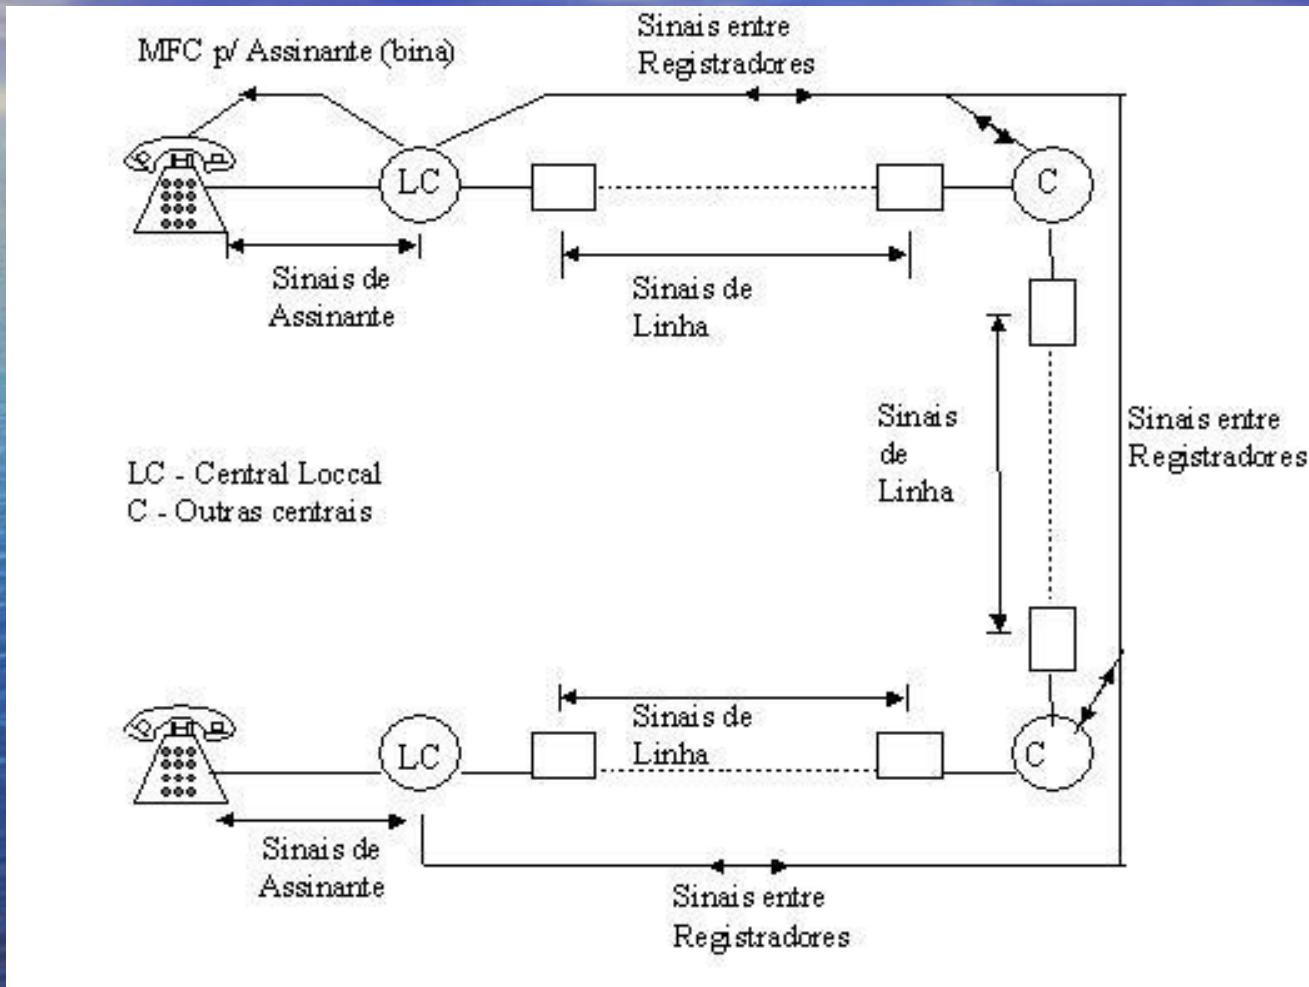 MFC p/ Assinante (bina)
Sinais entre
Registradores
LC
C
Sinais de
Assinante
Sinais de
Linha
Sinais
de
Linha
Sinais entre
Registradores
LC - Central Loccal
C - Outras centrais
LC
Sinais de
Linha
C
Sinais de
Assinante
Sinais entre
Registradores